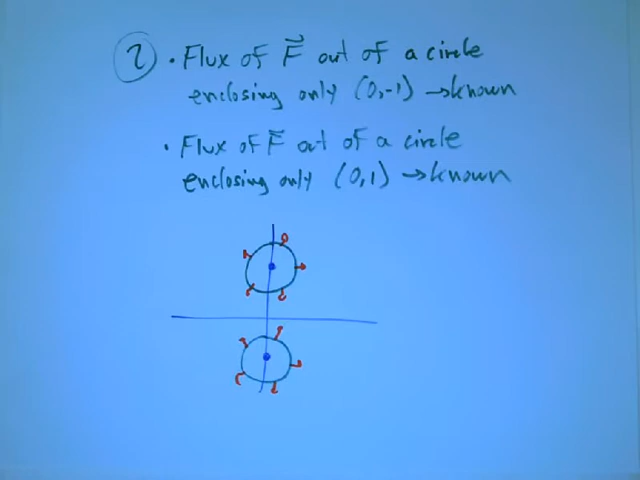 2 • Flux of F⃗ out of a circle
enclosing only (0,-1) → known
• Flux of F⃗ out of a circle
enclosing only (0,1) → known